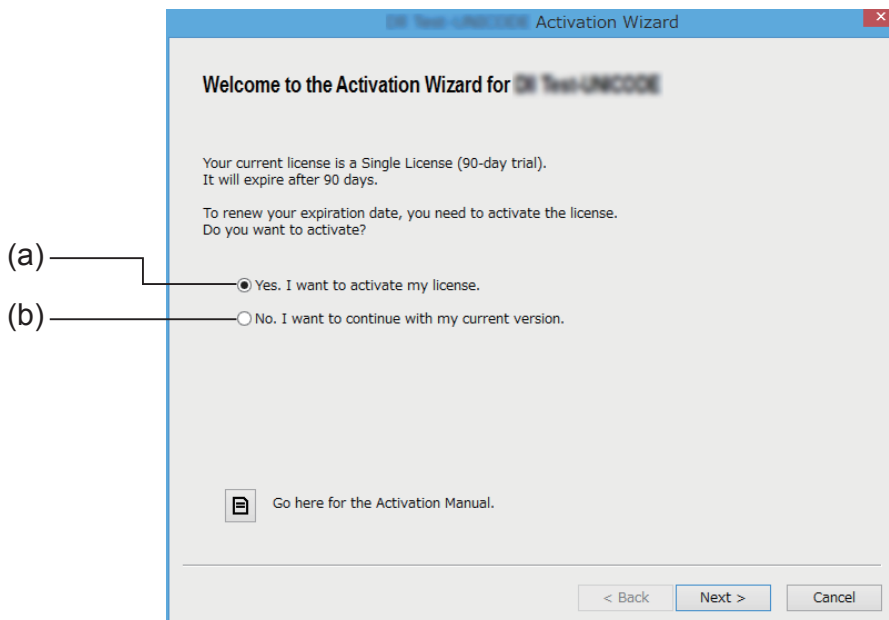 Activation Wizard
Welcome to the Activation Wizard for
Your current license is a Single License (90-day trial).
It will expire after 90 days.
To renew your expiration date, you need to activate the license.
Do you want to activate?
(a)
Yes. I want to activate my license.
(b)
No. I want to continue with my current version.
Go here for the Activation Manual.
< Back
Next >
Cancel